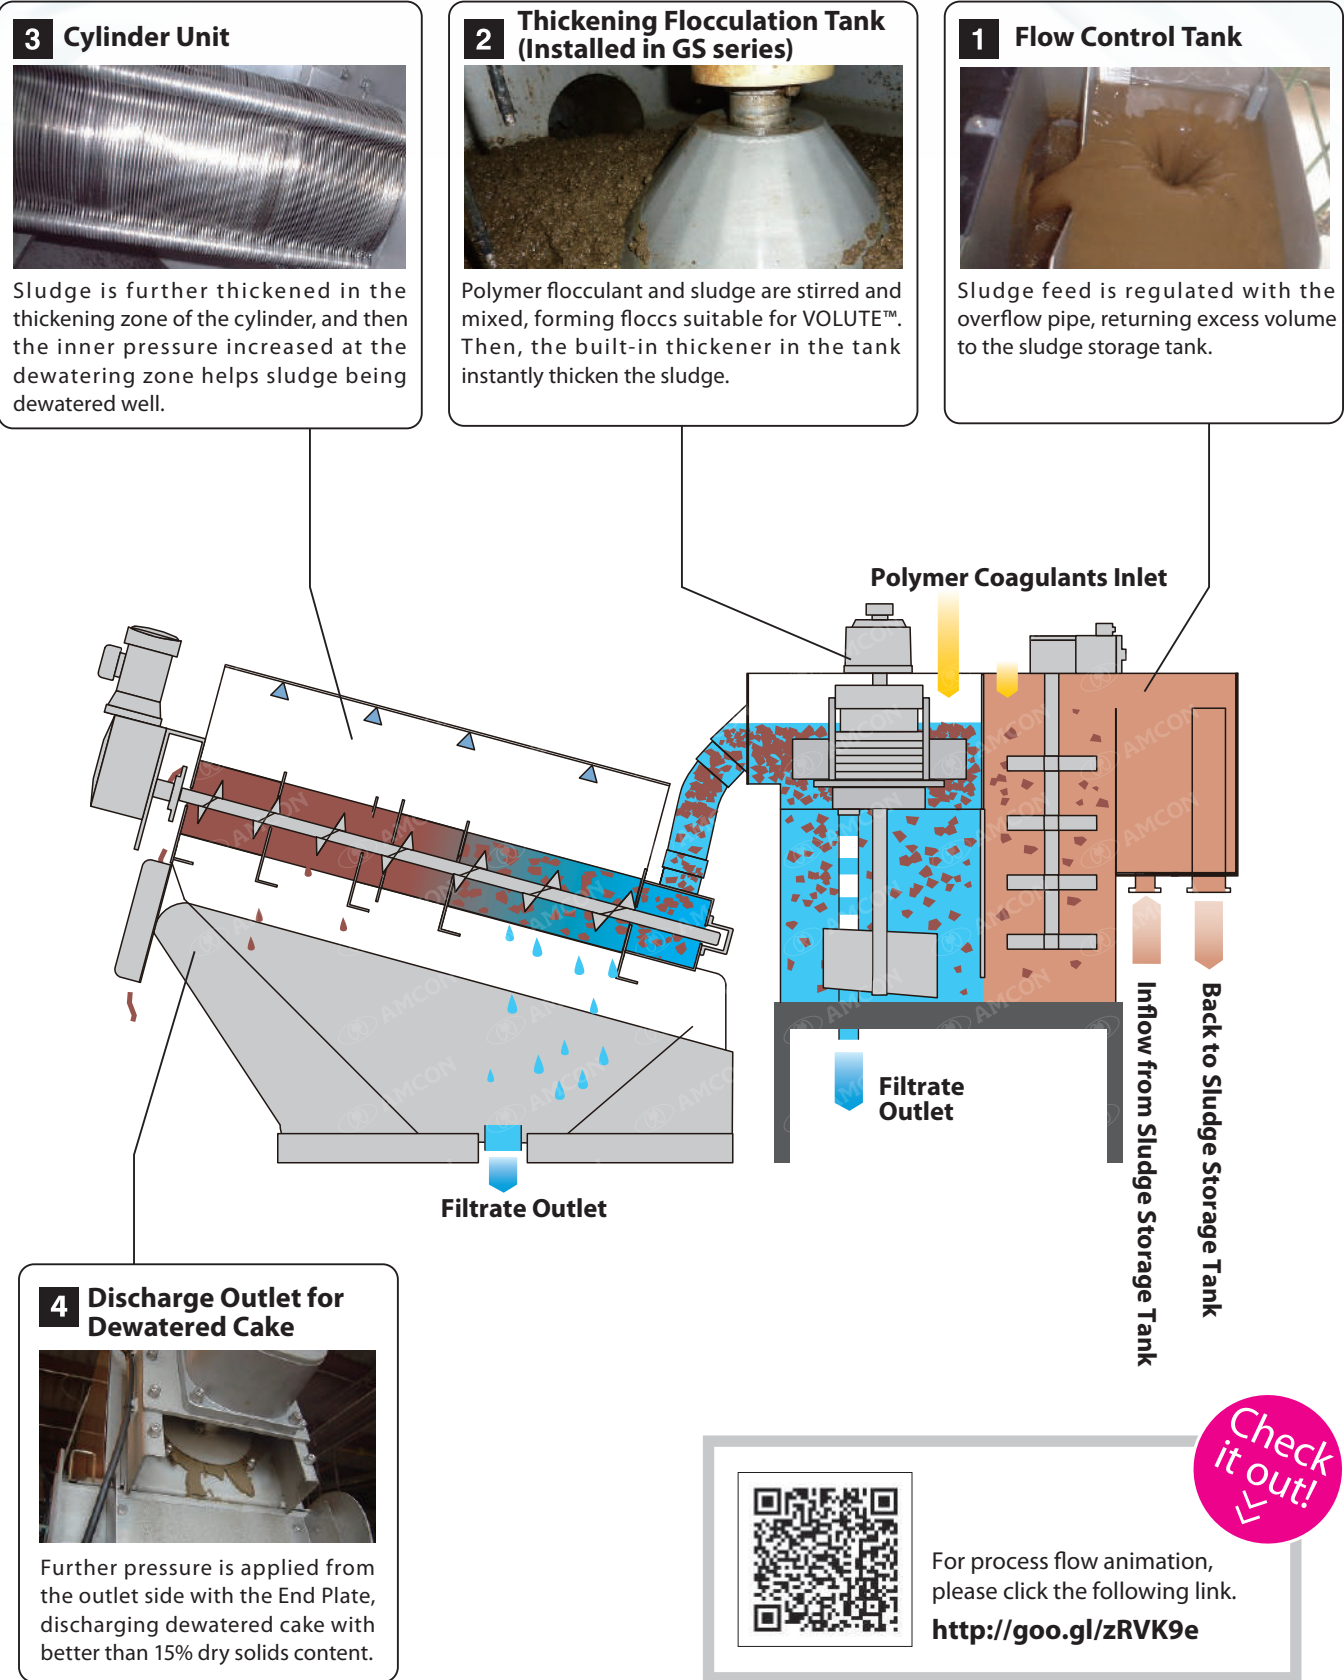 3 Cylinder Unit
Sludge is further thickened in the
thickening zone of the cylinder, and then
the inner pressure increased at the
dewatering zone helps sludge being
dewatered well.
2 Thickening Flocculation Tank
(Installed in GS series)
Polymer flocculant and sludge are stirred and
mixed, forming floccs suitable for VOLUTE™.
Then, the built-in thickener in the tank
instantly thicken the sludge.
1 Flow Control Tank
Sludge feed is regulated with the
overflow pipe, returning excess volume
to the sludge storage tank.
Polymer Coagulants Inlet
Filtrate
Outlet
Filtrate Outlet
Inflow from Sludge Storage Tank
Back to Sludge Storage Tank
AMCON
4 Discharge Outlet for
Dewatered Cake
Further pressure is applied from
the outlet side with the End Plate,
discharging dewatered cake with
better than 15% dry solids content.
Check
it out!
For process flow animation,
please click the following link.
http://goo.gl/zRVK9e